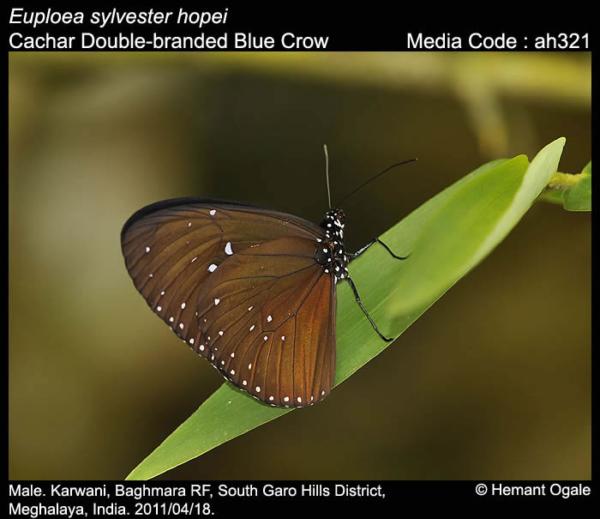 Euploea sylvester hopei
Cachar Double-branded Blue Crow Media Code : ah321
Male. Karwani, Baghmara RF, South Garo Hills District, © Hemant Ogale
Meghalaya, India. 2011/04/18.